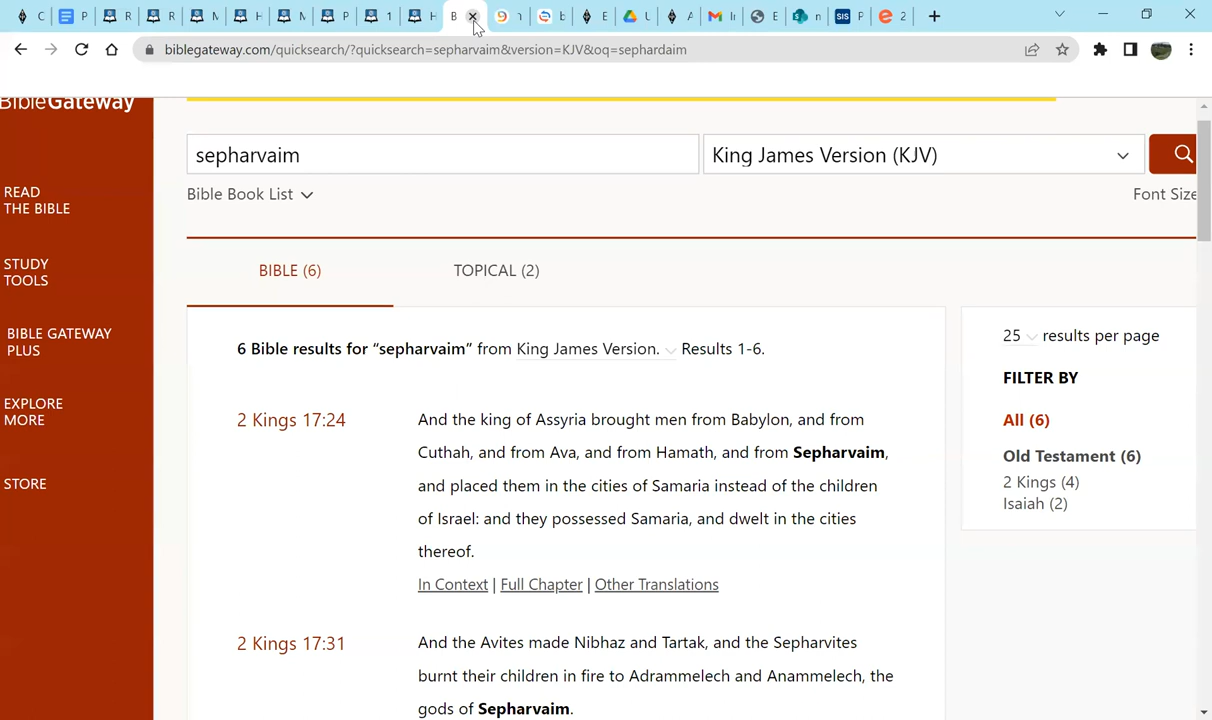 biblegateway.com/quicksearch/?quicksearch=sepharvaim&version=KJV&oq=sephardaim
BibleGateway
sepharvaim
King James Version (KJV)
Bible Book List
Font Size
READ
THE BIBLE
STUDY
TOOLS
BIBLE GATEWAY
PLUS
EXPLORE
MORE
STORE
BIBLE (6)
TOPICAL (2)
6 Bible results for “sepharvaim” from King James Version. Results 1-6.
2 Kings 17:24
And the king of Assyria brought men from Babylon, and from
Cuthah, and from Ava, and from Hamath, and from Sepharvaim,
and placed them in the cities of Samaria instead of the children
of Israel: and they possessed Samaria, and dwelt in the cities
thereof.
In Context | Full Chapter | Other Translations
2 Kings 17:31
And the Avites made Nibhaz and Tartak, and the Sepharvites
burnt their children in fire to Adrammelech and Anammelech, the
gods of Sepharvaim.
25 results per page
FILTER BY
All (6)
Old Testament (6)
2 Kings (4)
Isaiah (2)